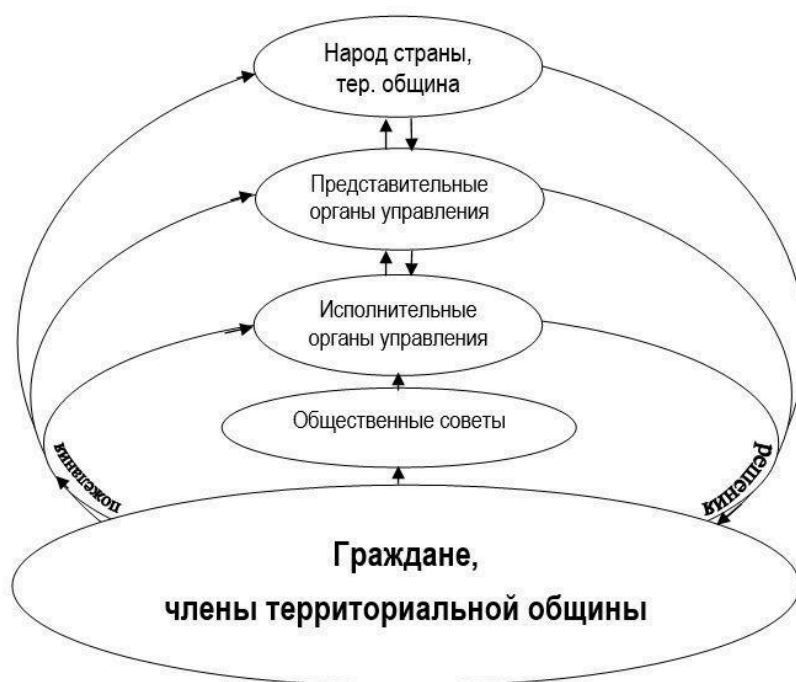 Народ страны,
тер. община
Представительные
органы управления
Исполнительные
органы управления
Общественные советы
пожелания
решения
Граждане,
члены территориальной общины